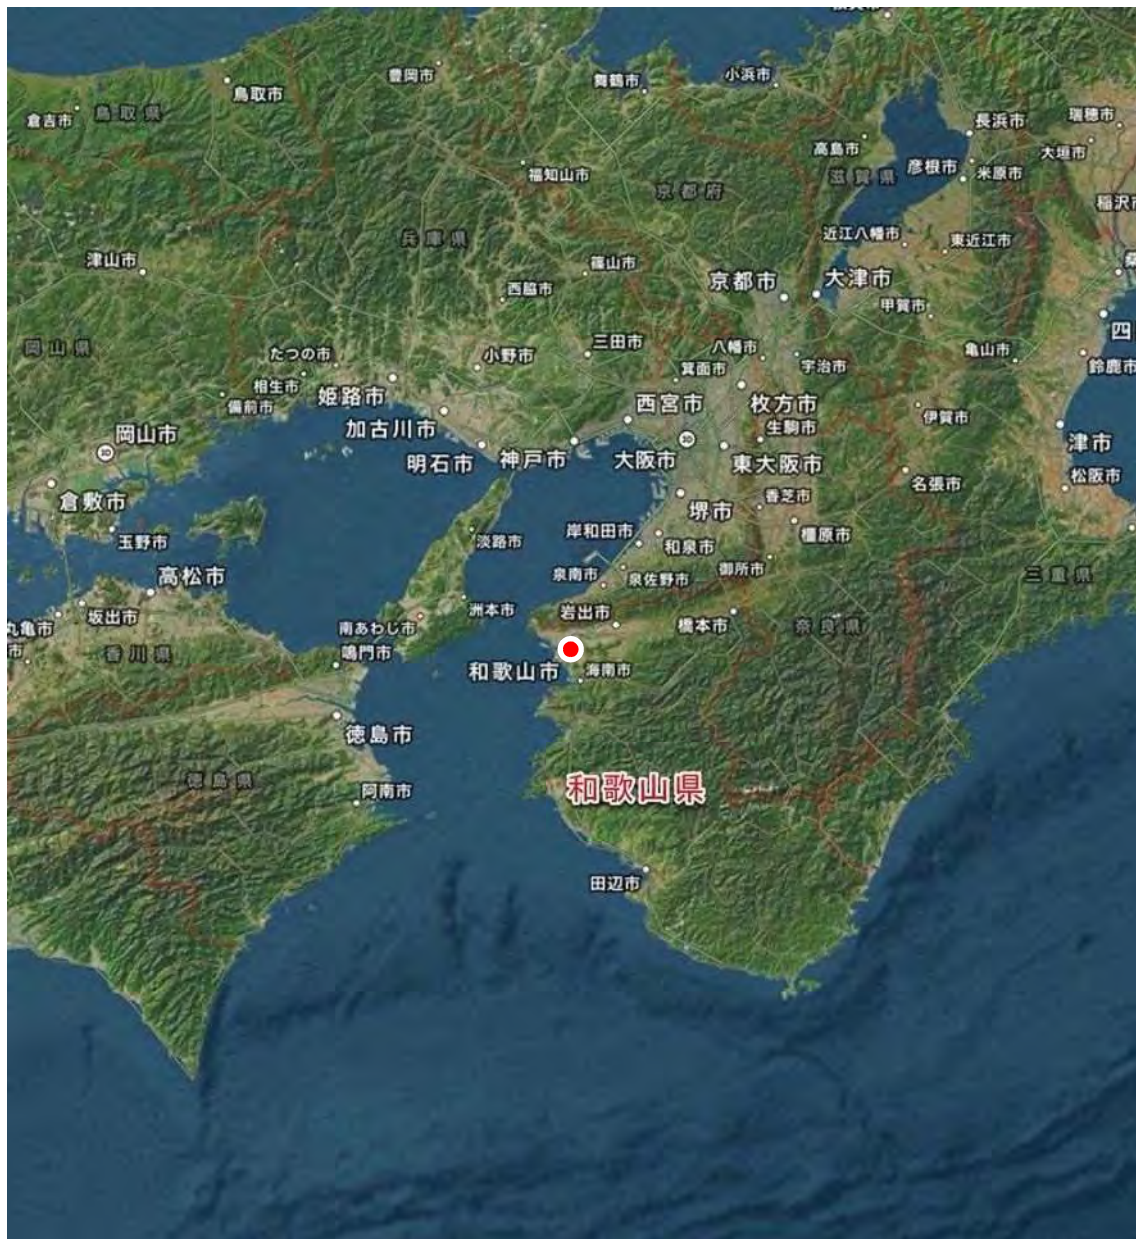 豊岡市
舞鶴市
小浜市
鳥取市
倉吉市
鳥取県
長浜市
瑞穂市
大垣市
高島市
彦根市
米原市
滋賀県
福知山市
京都府
稲沢市
近江八幡市
東近江市
兵庫県
津山市
篠山市
西脇市
京都市
大津市
甲賀市
四
岡山県
たつの市
小野市
三田市
八幡市
宇治市
亀山市
鈴鹿市
箕面市
相生市
備前市
姫路市
西宮市
枚方市
伊賀市
加古川市
生駒市
岡山市
明石市
神戸市
大阪市
東大阪市
津市
松阪市
名張市
倉敷市
香芝市
堺市
玉野市
淡路市
岸和田市
和泉市
橿原市
高松市
泉南市
泉佐野市
御所市
三重県
坂出市
丸亀市
市
洲本市
岩出市
南あわじ市
橋本市
奈良県
香川県
鳴門市
和歌山市
海南市
徳島市
徳島県
阿南市
和歌山県
田辺市